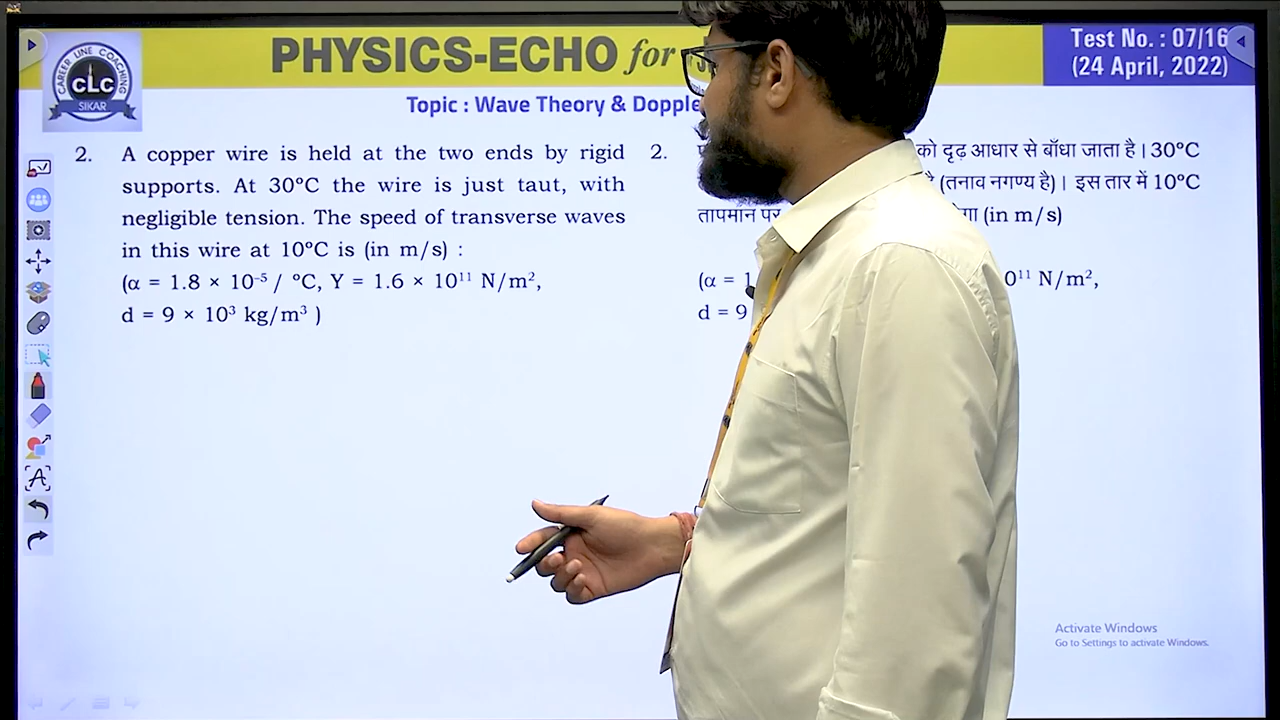 PHYSICS-ECHO for
Test No. : 07/16
(24 April, 2022)
CAREER LINE COACHING
CLC
SIKAR
Topic : Wave Theory & Dopple
2. A copper wire is held at the two ends by rigid
supports. At 30°C the wire is just taut, with
negligible tension. The speed of transverse waves
in this wire at 10°C is (in m/s) :
(α = 1.8 × 10⁻⁵ / °C, Y = 1.6 × 10¹¹ N/m²,
d = 9 × 10³ kg/m³ )
2. को दृढ़ आधार से बाँधा जाता है। 30°C
है (तनाव नगण्य है)। इस तार में 10°C
तापमान पर गा (in m/s)
(α = 1 0¹¹ N/m²,
d = 9
Activate Windows
Go to Settings to activate Windows.